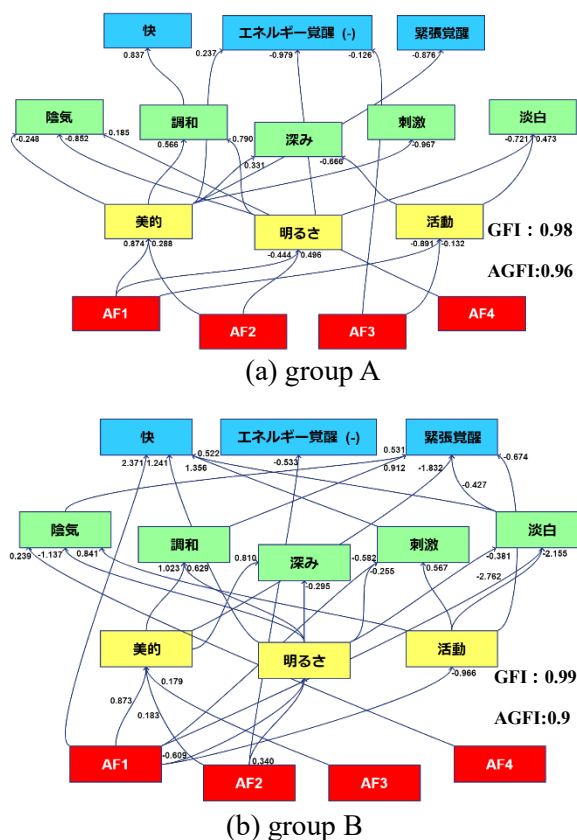 快 エネルギー覚醒 (-) 緊張覚醒
0.837 0.237 -0.979 -0.126 -0.876
陰気 調和 深み 刺激 淡白
-0.248 -0.852 0.185 0.566 0.790 0.331 -0.666 -0.967 -0.721 0.473
美的 明るさ 活動
0.874 0.288 -0.444 0.496 -0.891 -0.132
GFI：0.98
AGFI:0.96
AF1 AF2 AF3 AF4
(a) group A
快 エネルギー覚醒 (-) 緊張覚醒
2.371 1.241 -0.522 1.356 -0.533 0.531 0.912 -1.832 -0.674
-0.427
陰気 調和 深み 刺激 淡白
0.239 -1.137 0.841 1.023 0.629 0.810 -0.295 -0.582 -0.255 0.567 -0.381 -2.762 -2.155
美的 明るさ 活動
0.873 0.179 0.183 -0.609 0.340 -0.966
GFI：0.99
AGFI:0.9
AF1 AF2 AF3 AF4
(b) group B